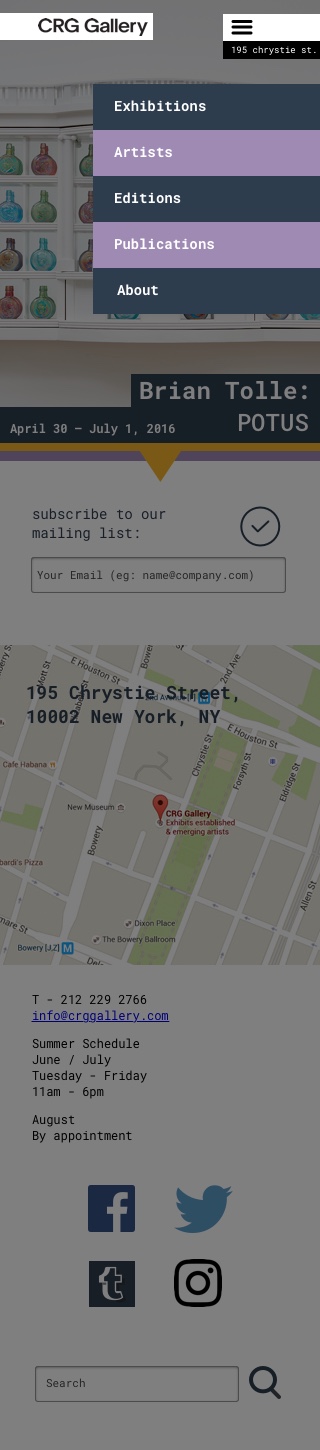 CRG Gallery
195 chrystie st.
Exhibitions
Artists
Editions
Publications
About
Brian Tolle:
POTUS
April 30 – July 1, 2016
subscribe to our
mailing list:
Your Email (eg: name@company.com)
195 Chrystie Street,
10002 New York, NY
E Houston St
2nd Ave
Mott St
E Houston St
Chrystie St
Forsyth St
Eldridge St
Cafe Habana
New Museum
CRG Gallery
Exhibits established
& emerging artists
Bowery
bardi's Pizza
Allen St
Dixon Place
The Bowery Ballroom
Bowery [J,Z] M
T - 212 229 2766
info@crggallery.com
Summer Schedule
June / July
Tuesday - Friday
11am - 6pm
August
By appointment
Search